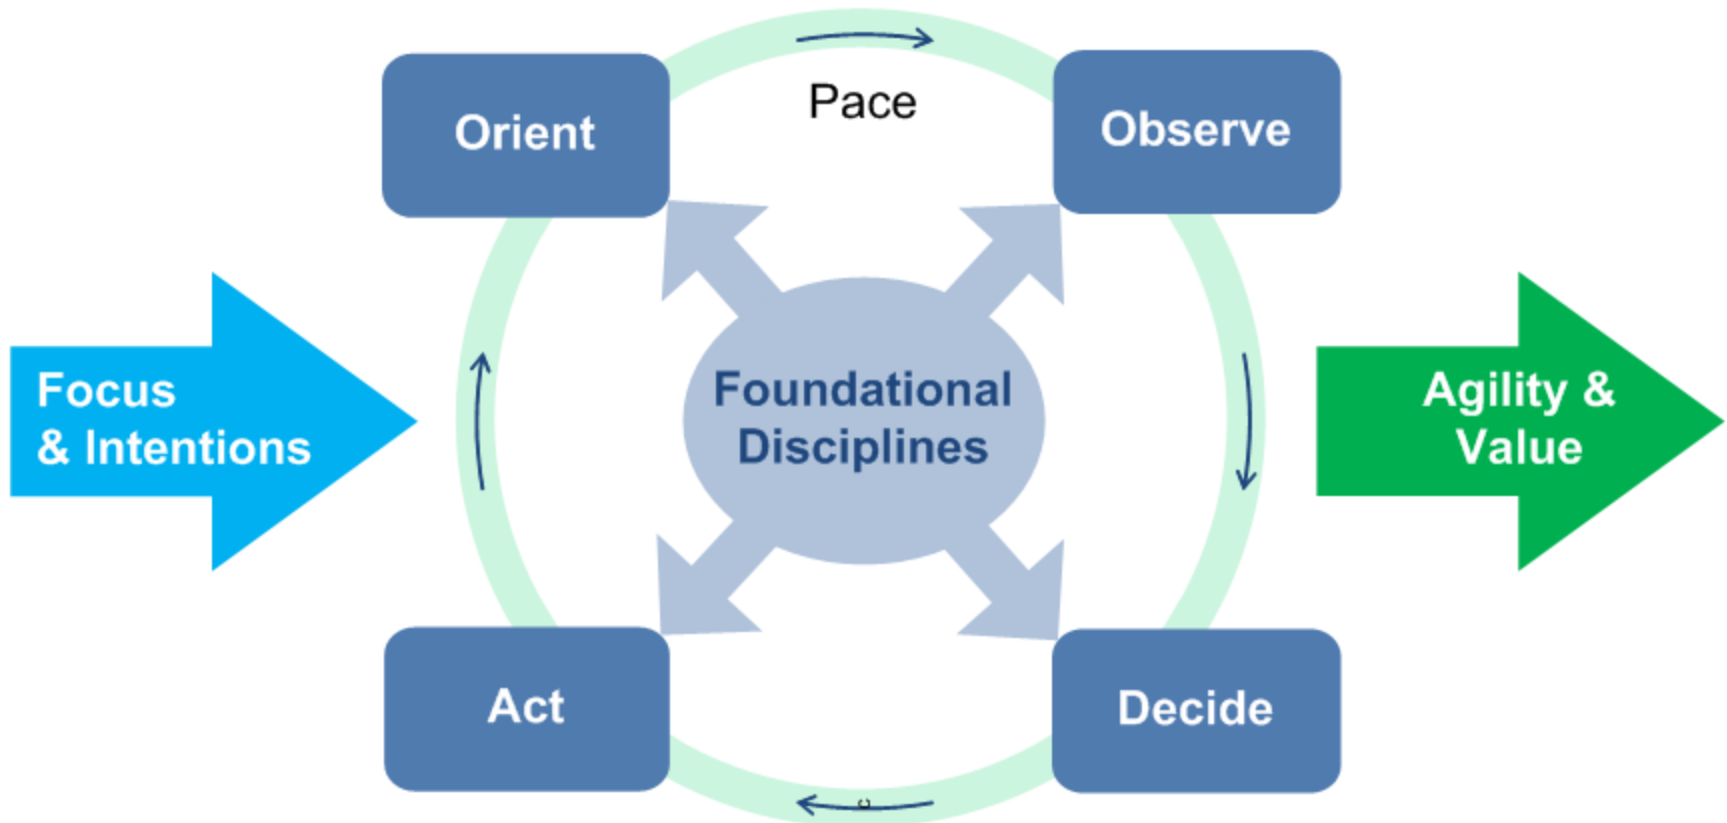 Pace
Orient
Observe
Focus
& Intentions
Foundational
Disciplines
Agility &
Value
Act
Decide
c